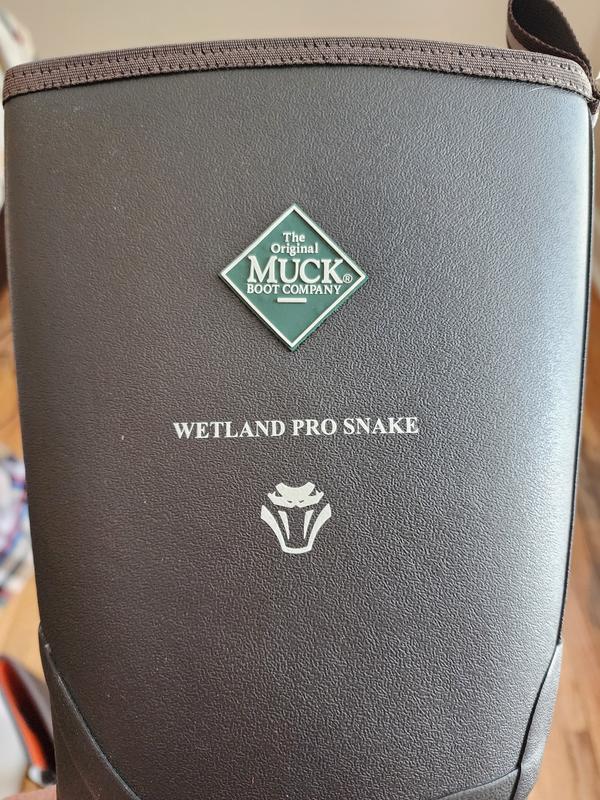 The
Original
MUCK®
BOOT COMPANY
WETLAND PRO SNAKE